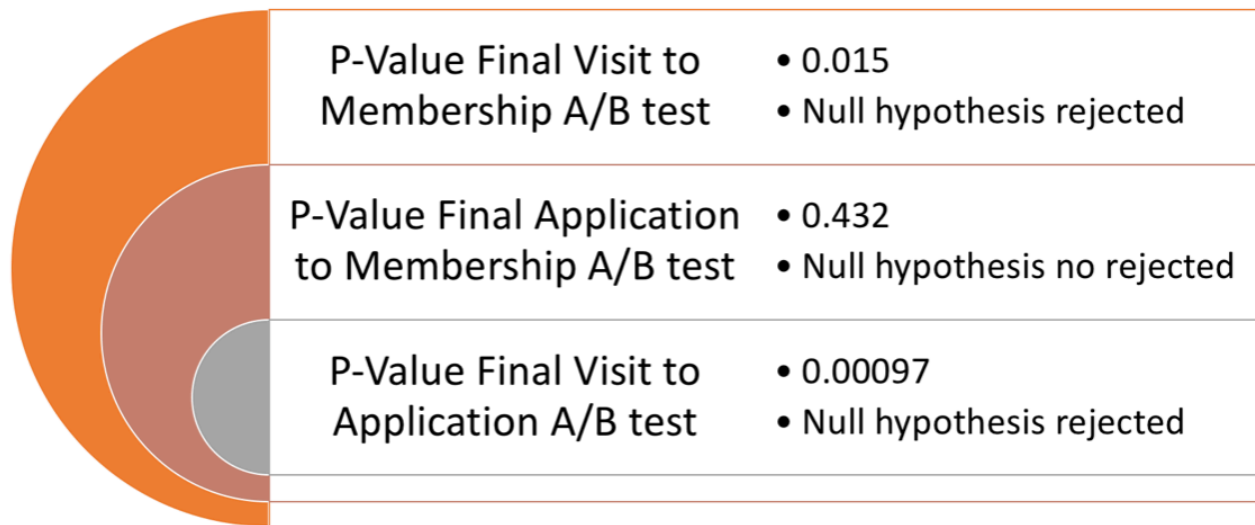 P-Value Final Visit to
Membership A/B test
• 0.015
• Null hypothesis rejected
P-Value Final Application
to Membership A/B test
• 0.432
• Null hypothesis no rejected
P-Value Final Visit to
Application A/B test
• 0.00097
• Null hypothesis rejected